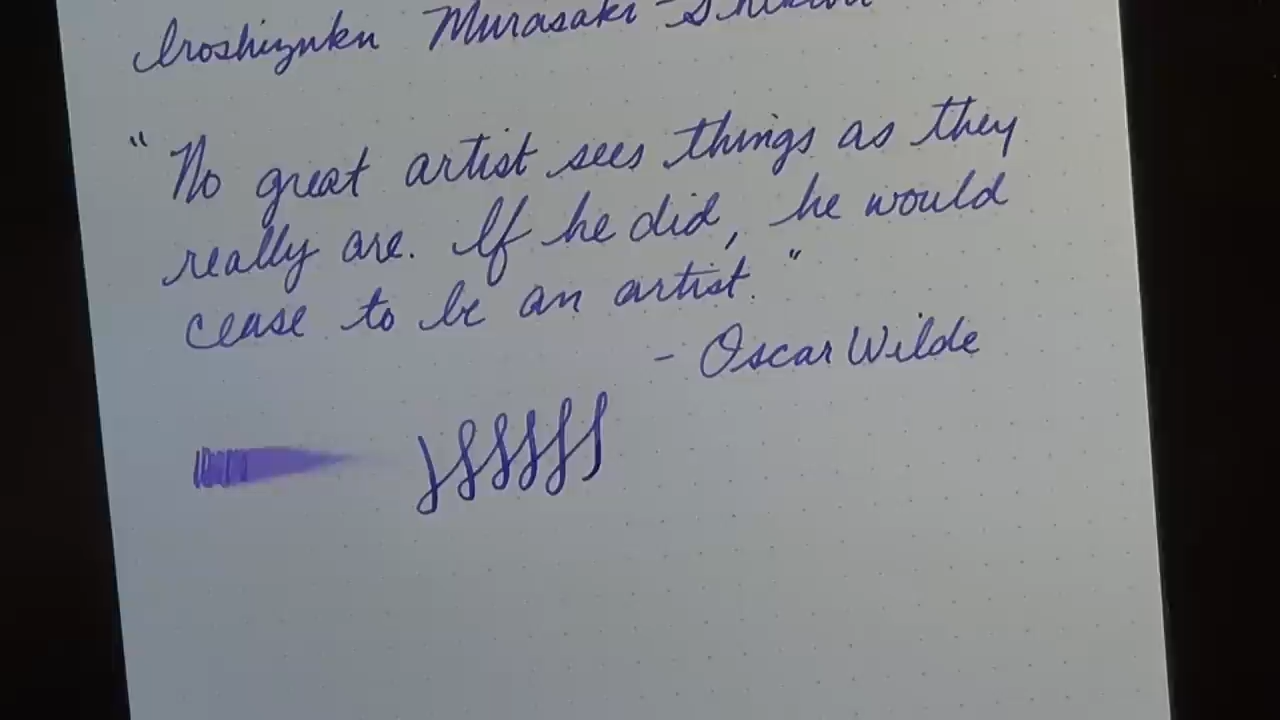 Iroshizuku Murasaki-Shikibu
"No great artist sees things as they
really are. If he did, he would
cease to be an artist."
- Oscar Wilde